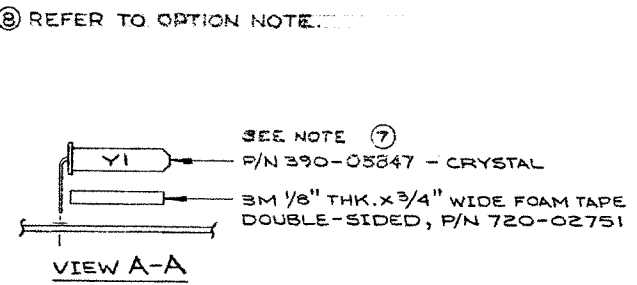 ⑧ REFER TO OPTION NOTE.
SEE NOTE ⑦
Y1
P/N 390-05847 - CRYSTAL
3M 1/8" THK. X 3/4" WIDE FOAM TAPE
DOUBLE-SIDED, P/N 720-02751
VIEW A-A